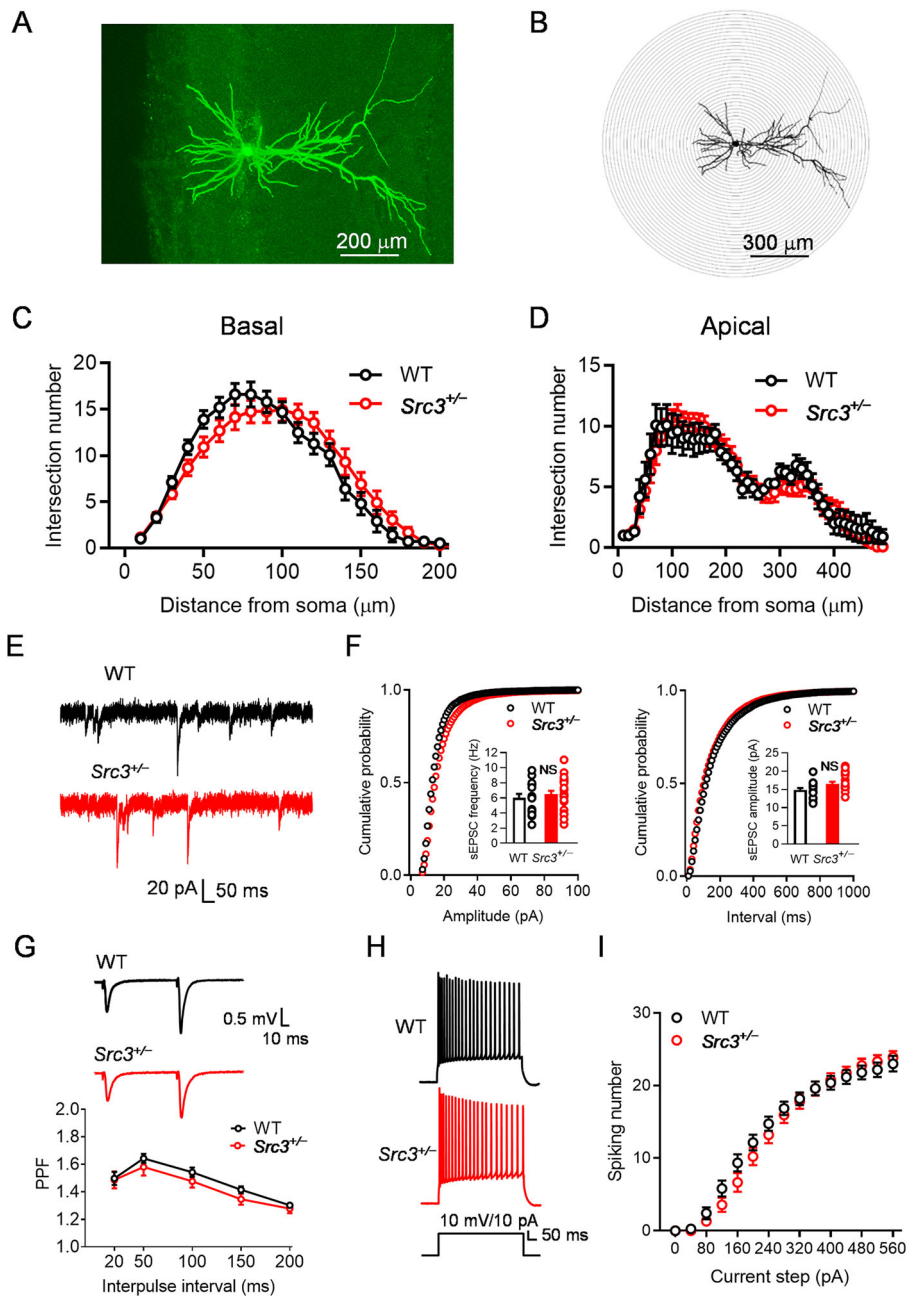 A
200 μm
B
300 μm
C
Basal
20
15
10
5
0
Intersection number
WT
Src3+/–
0 50 100 150 200
Distance from soma (μm)
D
Apical
15
10
5
0
Intersection number
WT
Src3+/–
0 100 200 300 400
Distance from soma (μm)
E
WT
Src3+/–
20 pA 50 ms
F
1.0
0.5
0.0
Cumulative probability
WT
Src3+/–
12
10
8
6
4
2
0
sEPSC frequency (Hz)
NS
WT Src3+/–
0 20 40 60 80 100
Amplitude (pA)
1.0
0.5
0.0
Cumulative probability
WT
Src3+/–
25
20
15
10
5
0
sEPSC amplitude (pA)
NS
WT Src3+/–
0 200 400 600 800 1000
Interval (ms)
G
WT
0.5 mV
10 ms
Src3+/–
2.0
1.8
1.6
1.4
1.2
1.0
PPF
WT
Src3+/–
20 50 100 150 200
Interpulse interval (ms)
H
WT
Src3+/–
10 mV/10 pA
50 ms
I
30
20
10
0
Spiking number
WT
Src3+/–
0 80 160 240 320 400 480 560
Current step (pA)